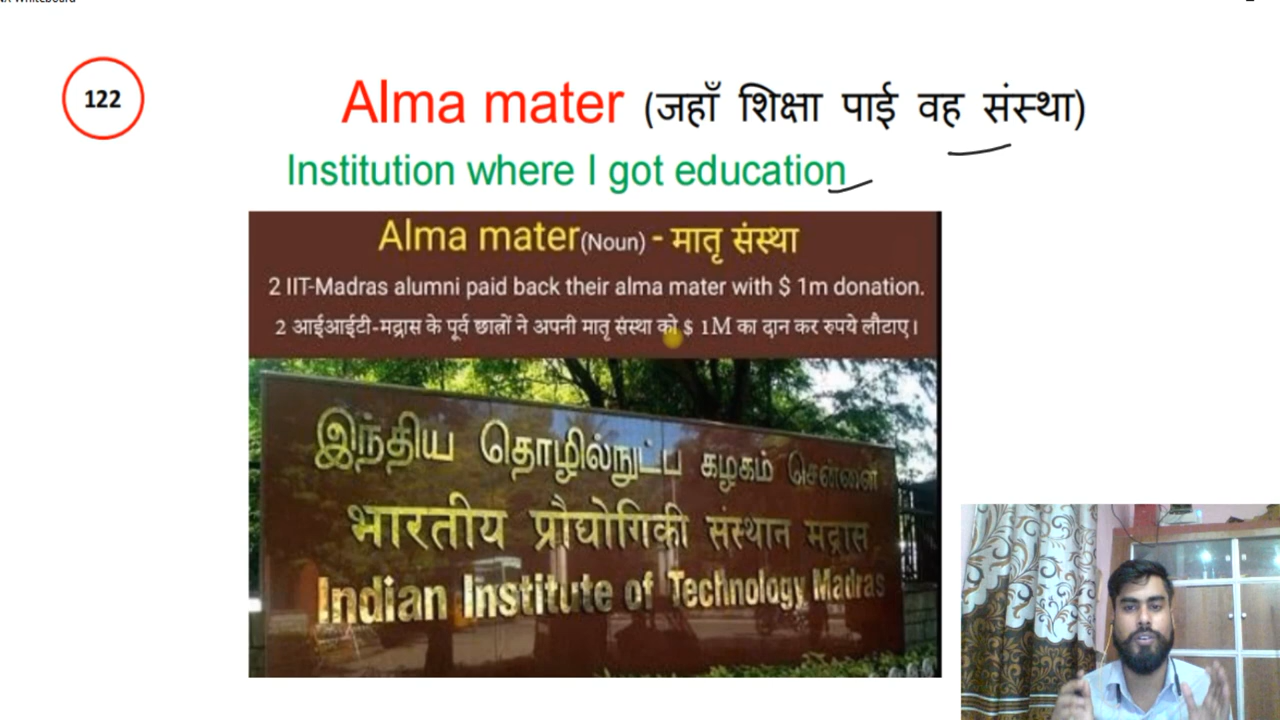 Whiteboard
122
Alma mater (जहाँ शिक्षा पाई वह संस्था)
Institution where I got education
Alma mater(Noun) - मातृ संस्था
2 IIT-Madras alumni paid back their alma mater with $ 1m donation.
2 आईआईटी-मद्रास के पूर्व छात्रों ने अपनी मातृ संस्था को $ 1M का दान कर रुपये लौटाए।
இந்திய தொழில்நுட்ப கழகம் சென்னை
भारतीय प्रौद्योगिकी संस्थान मद्रास
Indian Institute of Technology Madras